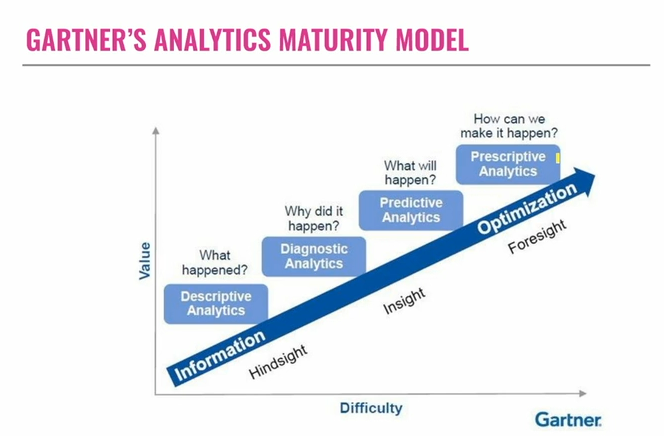 GARTNER'S ANALYTICS MATURITY MODEL
How can we
make it happen?
Prescriptive
Analytics
What will
happen?
Predictive
Analytics
Why did it
happen?
Diagnostic
Analytics
What
happened?
Descriptive
Analytics
Value
Information
Optimization
Hindsight
Insight
Foresight
Difficulty
Gartner.